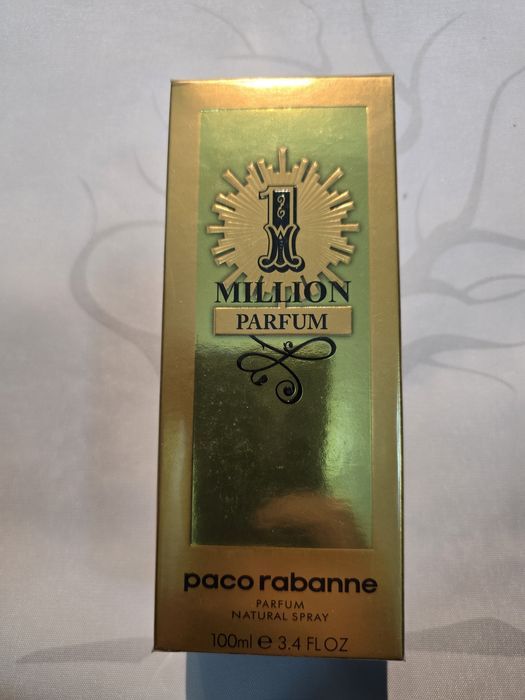 1
MILLION
PARFUM
paco rabanne
PARFUM
NATURAL SPRAY
100ml e 3.4 FL OZ